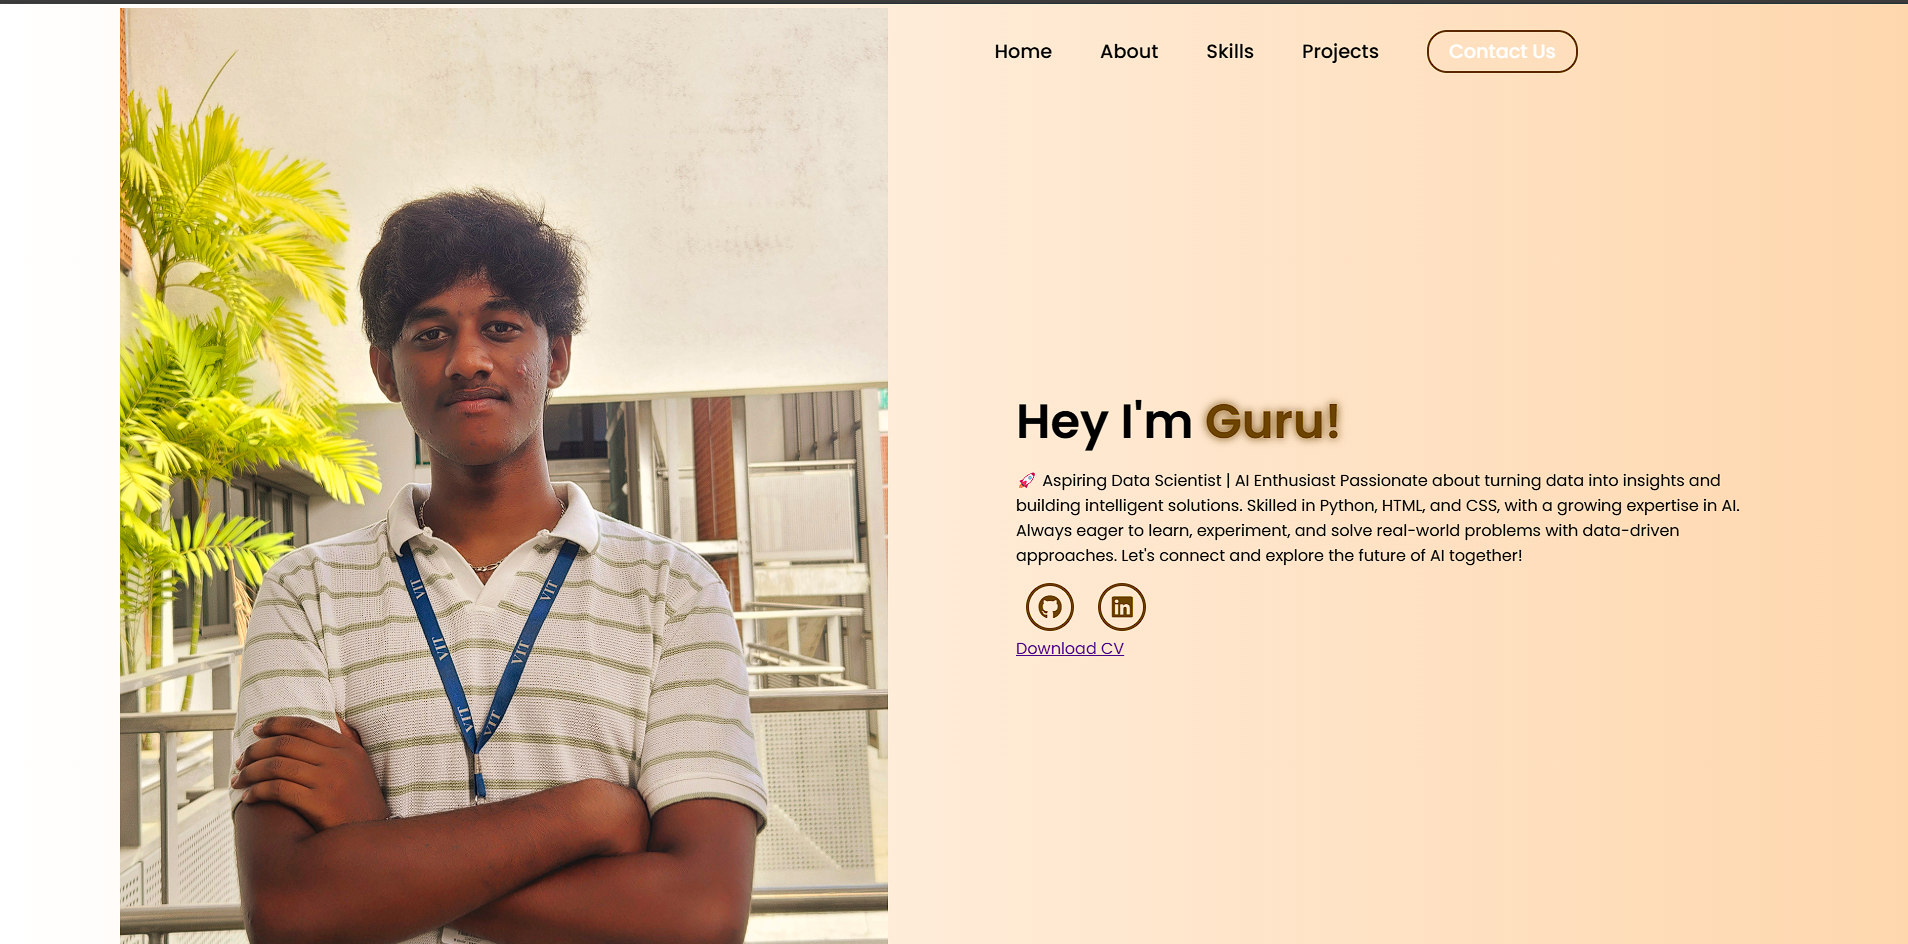 Home About Skills Projects Contact Us
Hey I'm Guru!
🚀 Aspiring Data Scientist | AI Enthusiast Passionate about turning data into insights and
building intelligent solutions. Skilled in Python, HTML, and CSS, with a growing expertise in AI.
Always eager to learn, experiment, and solve real-world problems with data-driven
approaches. Let's connect and explore the future of AI together!
in
Download CV
VIT
VIT
VIT
VIT
VIT
VIT